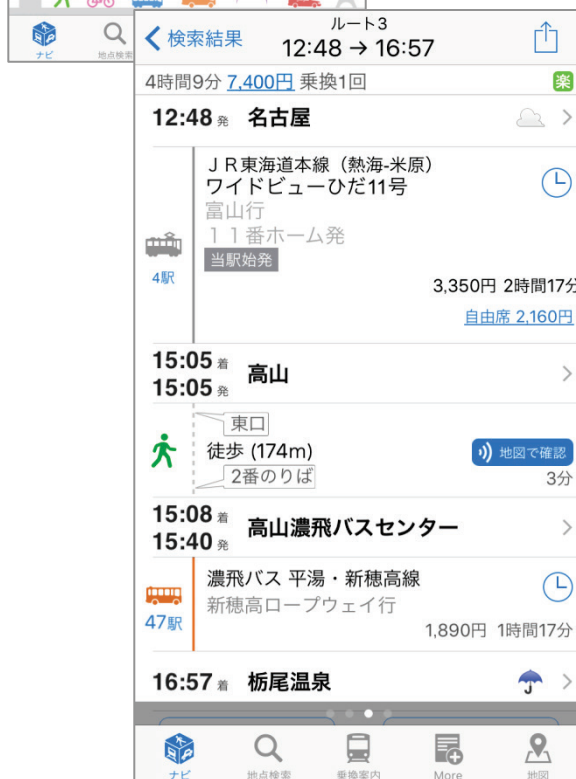 ナビ
地点検索
検索結果
ルート3
12:48 → 16:57
4時間9分 7,400円 乗換1回
楽
12:48 発 名古屋
ＪＲ東海道本線（熱海-米原）
ワイドビューひだ11号
富山行
１１番ホーム発
当駅始発
4駅
3,350円 2時間17分
自由席 2,160円
15:05 着
15:05 発
高山
東口
徒歩 (174m)
地図で確認
2番のりば
3分
15:08 着
15:40 発
高山濃飛バスセンター
濃飛バス 平湯・新穂高線
新穂高ロープウェイ行
47駅
1,890円 1時間17分
16:57 着 栃尾温泉
ナビ
地点検索
乗換案内
More
地図